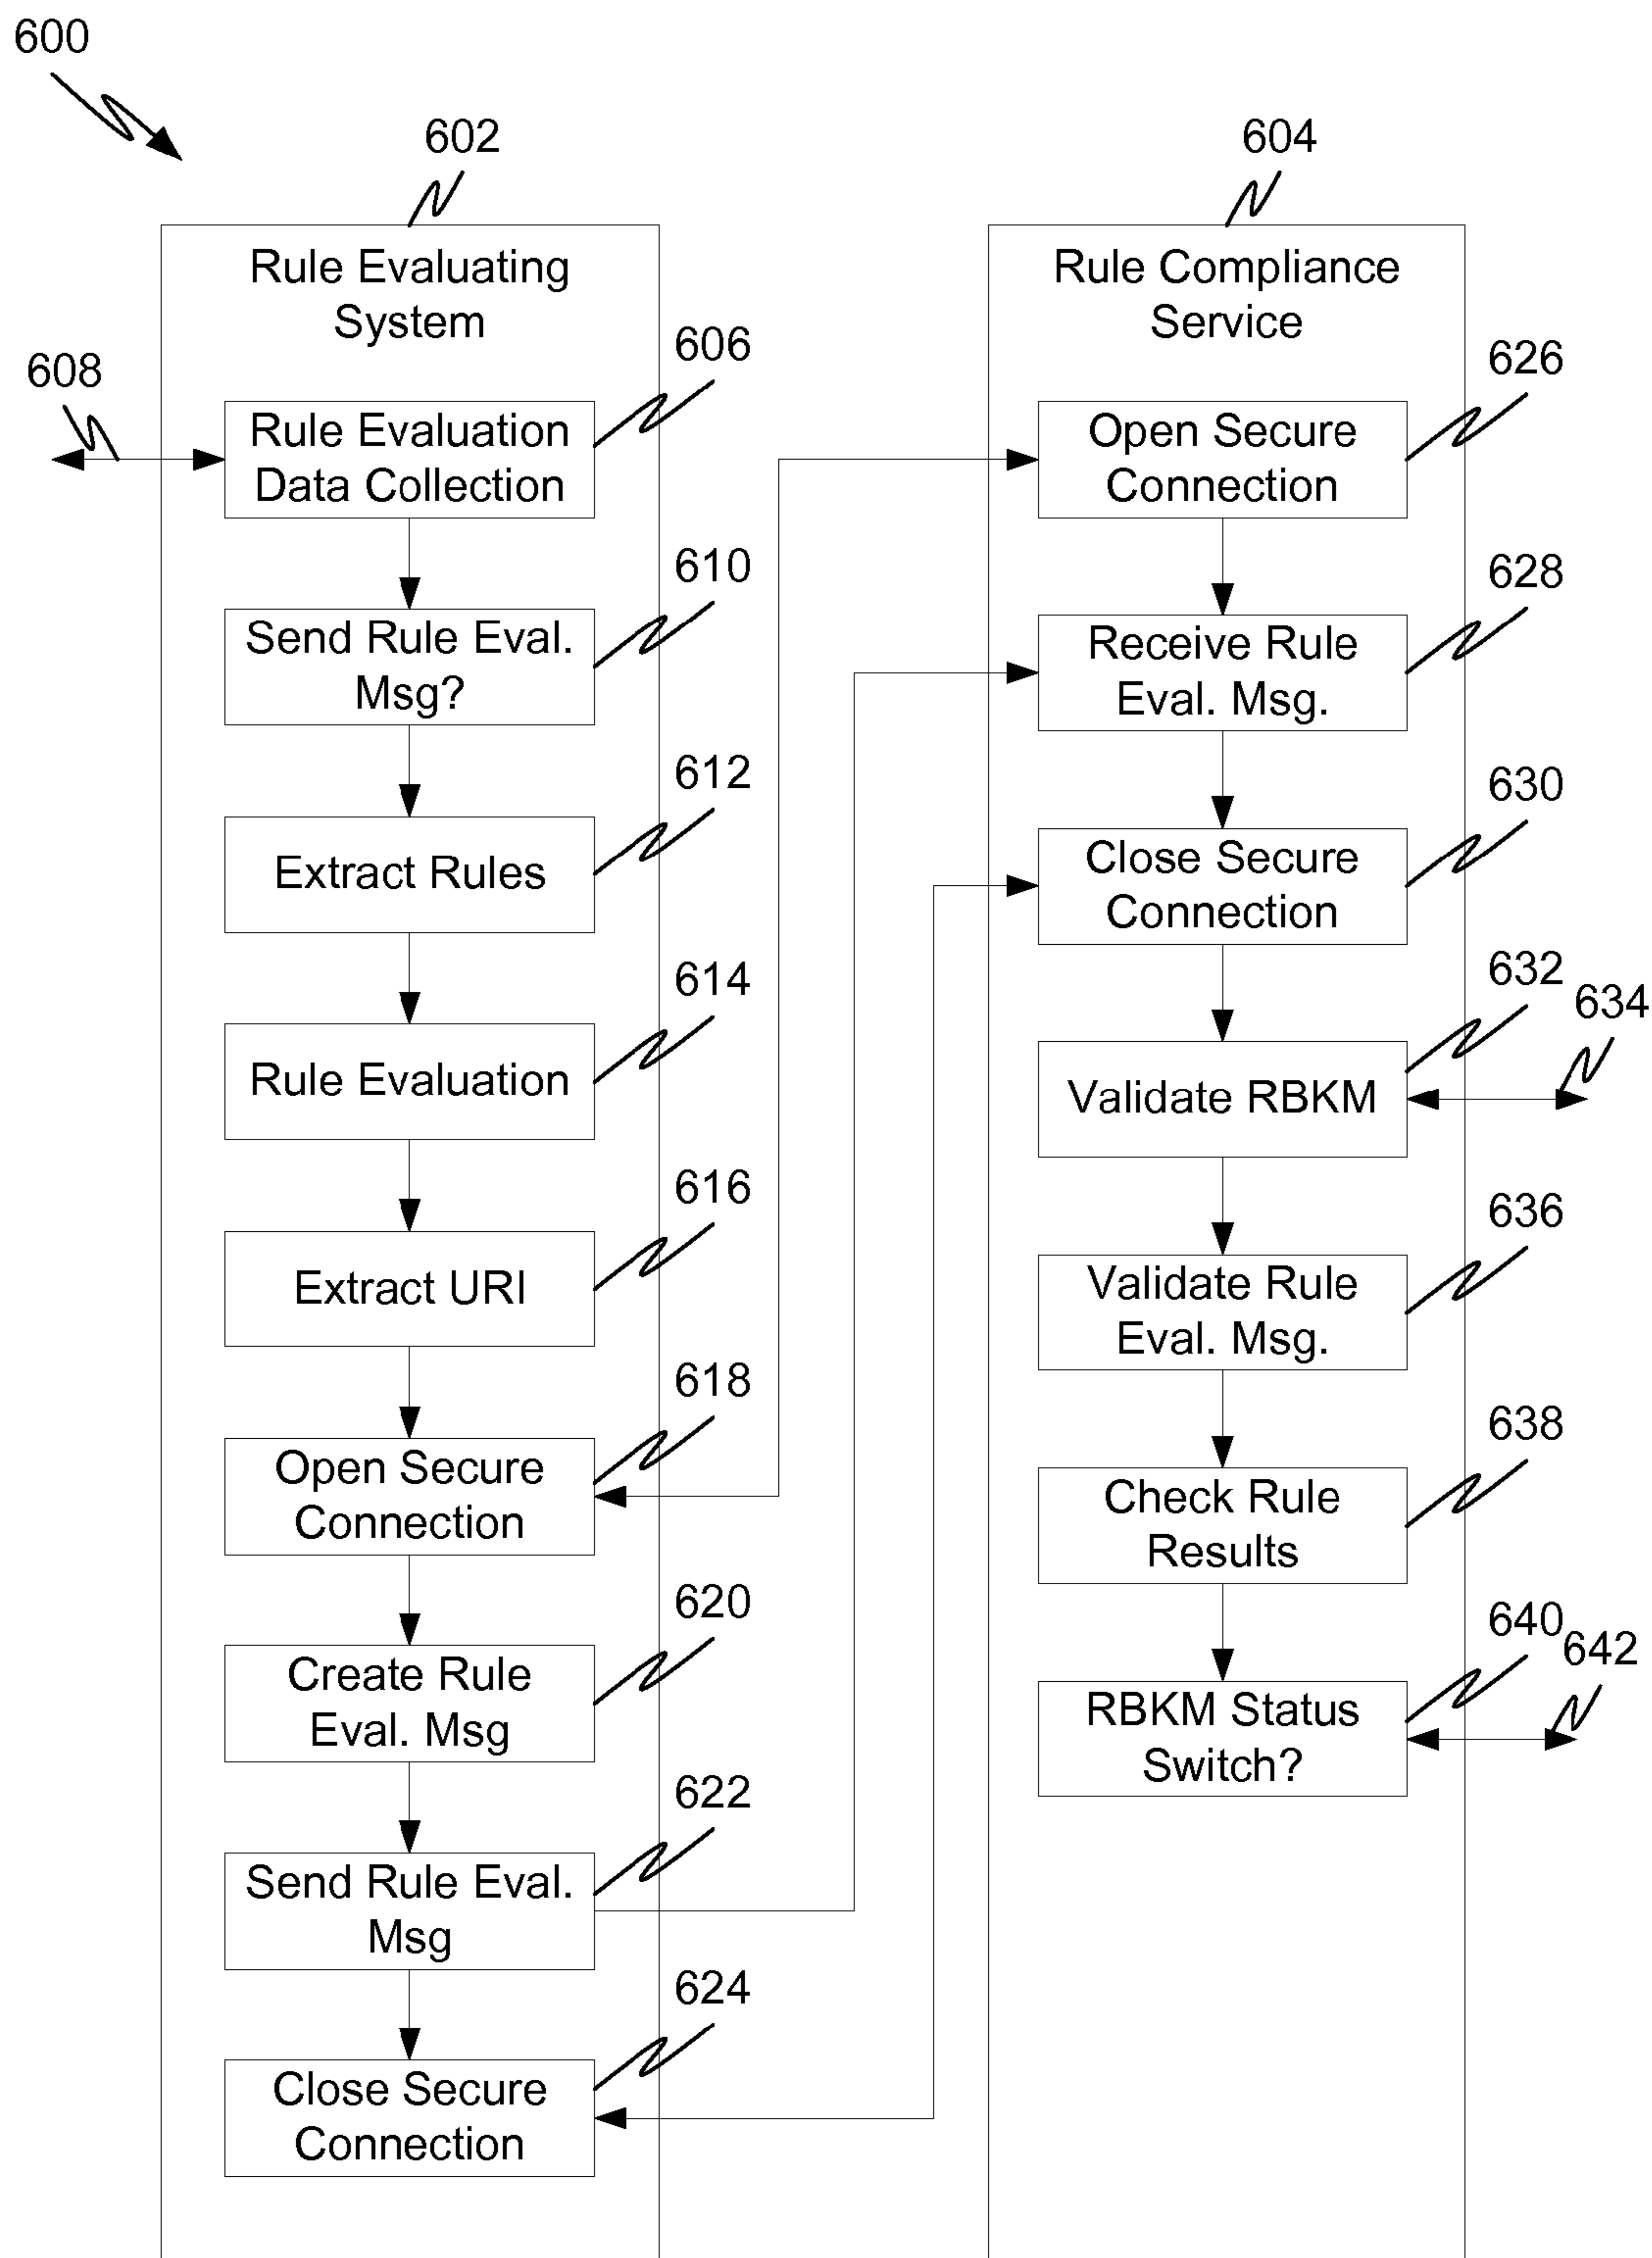 600
602
604
Rule Evaluating
System
Rule Compliance
Service
608
606
Rule Evaluation
Data Collection
610
Send Rule Eval.
Msg?
612
Extract Rules
614
Rule Evaluation
616
Extract URI
618
Open Secure
Connection
620
Create Rule
Eval. Msg
622
Send Rule Eval.
Msg
624
Close Secure
Connection
626
Open Secure
Connection
628
Receive Rule
Eval. Msg.
630
Close Secure
Connection
632
634
Validate RBKM
636
Validate Rule
Eval. Msg.
638
Check Rule
Results
640
642
RBKM Status
Switch?